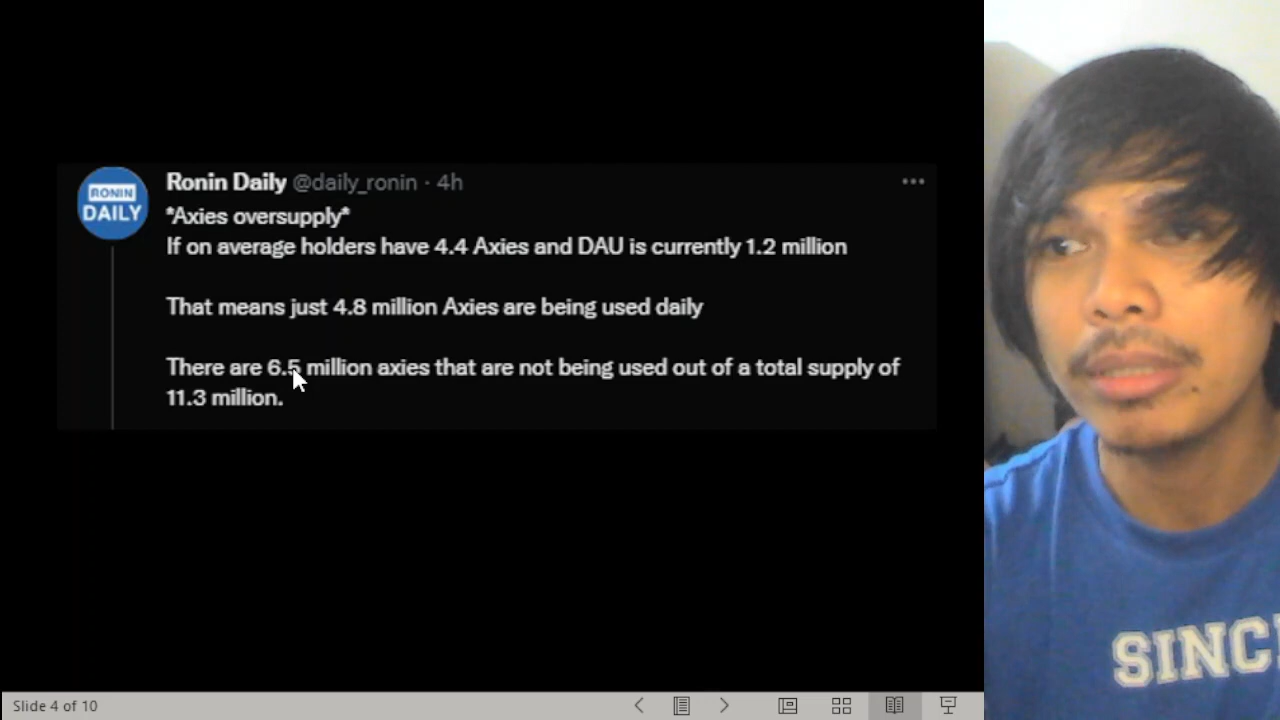 RONIN
DAILY
Ronin Daily @daily_ronin · 4h
*Axies oversupply*
If on average holders have 4.4 Axies and DAU is currently 1.2 million
That means just 4.8 million Axies are being used daily
There are 6.5 million axies that are not being used out of a total supply of
11.3 million.
SINC
Slide 4 of 10